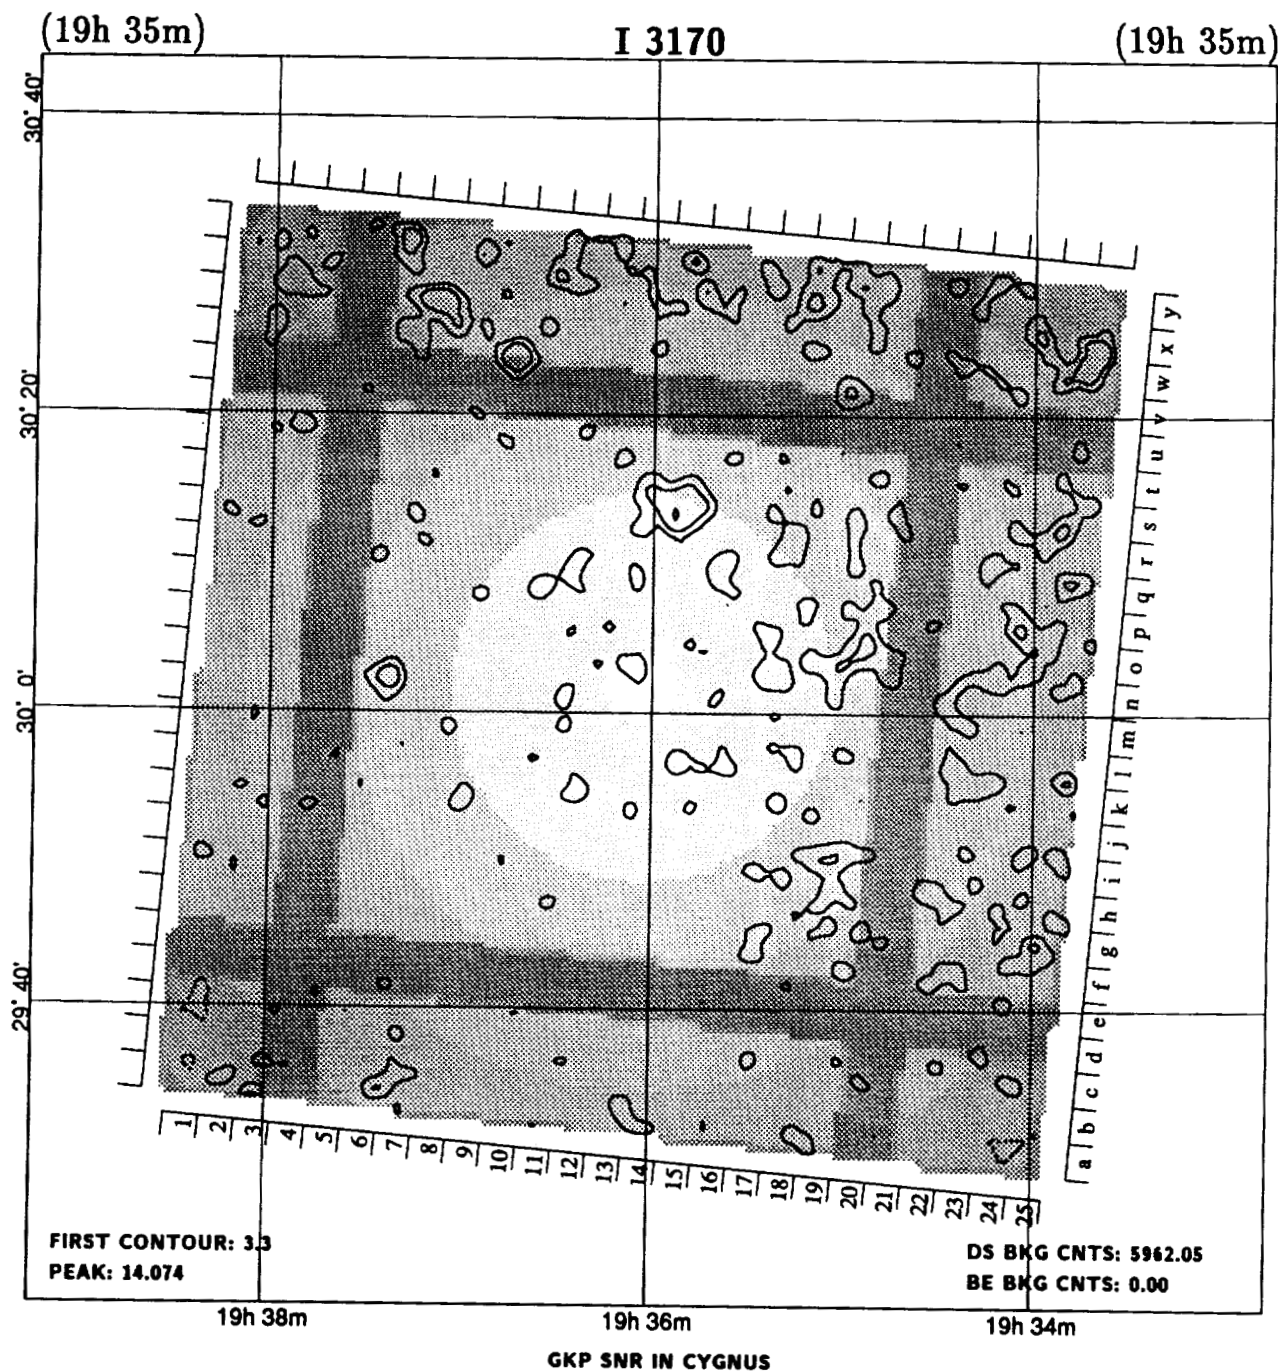 (19h 35m) I 3170 (19h 35m)
30° 40'
30° 20'
30° 0'
29° 40'
y
x
w
v
u
t
s
r
q
p
o
n
m
l
k
j
i
h
g
f
e
d
c
b
a
1 2 3 4 5 6 7 8 9 10 11 12 13 14 15 16 17 18 19 20 21 22 23 24 25
FIRST CONTOUR: 3.3
PEAK: 14.074
DS BKG CNTS: 5962.05
BE BKG CNTS: 0.00
19h 38m 19h 36m 19h 34m
GKP SNR IN CYGNUS